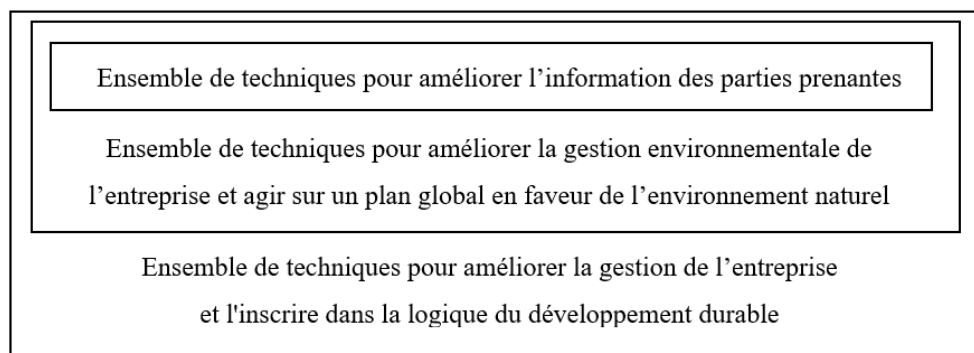 Ensemble de techniques pour améliorer l’information des parties prenantes
Ensemble de techniques pour améliorer la gestion environnementale de
l’entreprise et agir sur un plan global en faveur de l’environnement naturel
Ensemble de techniques pour améliorer la gestion de l’entreprise
et l'inscrire dans la logique du développement durable